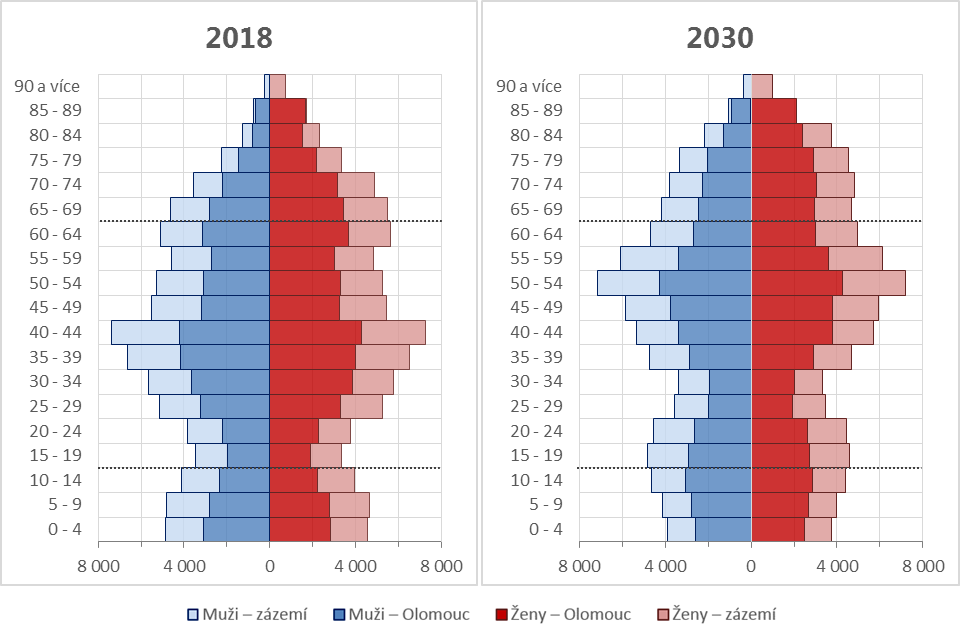 2018
90 a více
85 - 89
80 - 84
75 - 79
70 - 74
65 - 69
60 - 64
55 - 59
50 - 54
45 - 49
40 - 44
35 - 39
30 - 34
25 - 29
20 - 24
15 - 19
10 - 14
5 - 9
0 - 4
8 000 4 000 0 4 000 8 000
2030
90 a více
85 - 89
80 - 84
75 - 79
70 - 74
65 - 69
60 - 64
55 - 59
50 - 54
45 - 49
40 - 44
35 - 39
30 - 34
25 - 29
20 - 24
15 - 19
10 - 14
5 - 9
0 - 4
8 000 4 000 0 4 000 8 000
Muži – zázemí Muži – Olomouc Ženy – Olomouc Ženy – zázemí